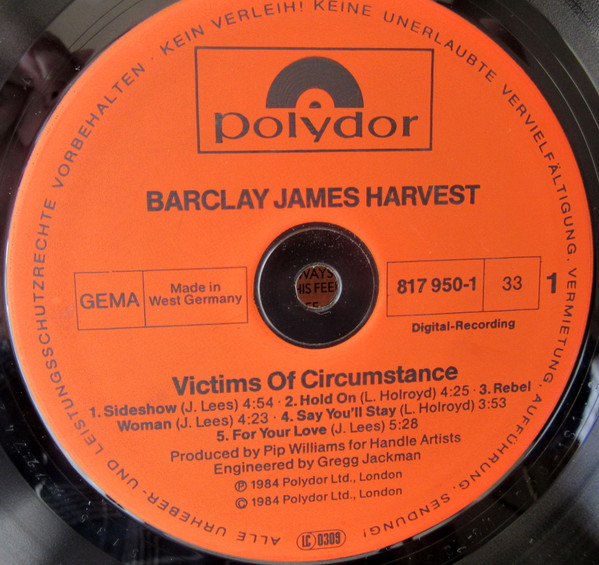 ALLE URHEBER- UND LEISTUNGSSCHUTZRECHTE VORBEHALTEN · KEIN VERLEIH! KEINE UNERLAUBTE VERVIELFÄLTIGUNG, VERMIETUNG, AUFFÜHRUNG, SENDUNG!
polydor
BARCLAY JAMES HARVEST
VAYS
HIS FEE
GEMA
Made in
West Germany
817 950-1
33
1
Digital-Recording
Victims Of Circumstance
1. Sideshow (J. Lees) 4:54 · 2. Hold On (L. Holroyd) 4:25 · 3. Rebel
Woman (J. Lees) 4:23 · 4. Say You'll Stay (L. Holroyd) 3:53
5. For Your Love (J. Lees) 5:28
Produced by Pip Williams for Handle Artists
Engineered by Gregg Jackman
Ⓟ 1984 Polydor Ltd., London
© 1984 Polydor Ltd., London
LC 0309